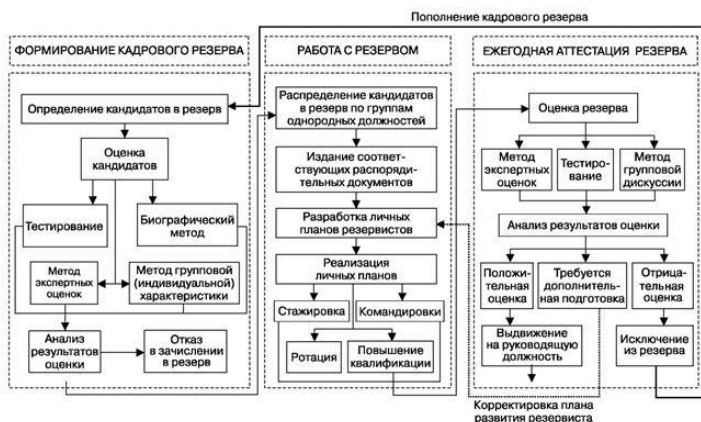 Пополнение кадрового резерва
ФОРМИРОВАНИЕ КАДРОВОГО РЕЗЕРВА
Определение кандидатов в резерв
Оценка
кандидатов
Тестирование
Биографический
метод
Метод
экспертных
оценок
Метод групповой
(индивидуальной)
характеристики
Анализ
результатов
оценки
Отказ
в зачислении
в резерв
РАБОТА С РЕЗЕРВОМ
Распределение кандидатов
в резерв по группам
однородных должностей
Издание соответ-
ствующих распоряди-
тельных документов
Разработка личных
планов резервистов
Реализация
личных планов
Стажировка
Командировки
Ротация
Повышение
квалификации
ЕЖЕГОДНАЯ АТТЕСТАЦИЯ РЕЗЕРВА
Оценка резерва
Метод
экспертных
оценок
Тестиро-
вание
Метод
групповой
дискуссии
Анализ результатов оценки
Положи-
тельная
оценка
Требуется
дополнитель-
ная подготовка
Отрица-
тельная
оценка
Выдвижение
на руководящую
должность
Исключение
из резерва
Корректировка плана
развития резервиста